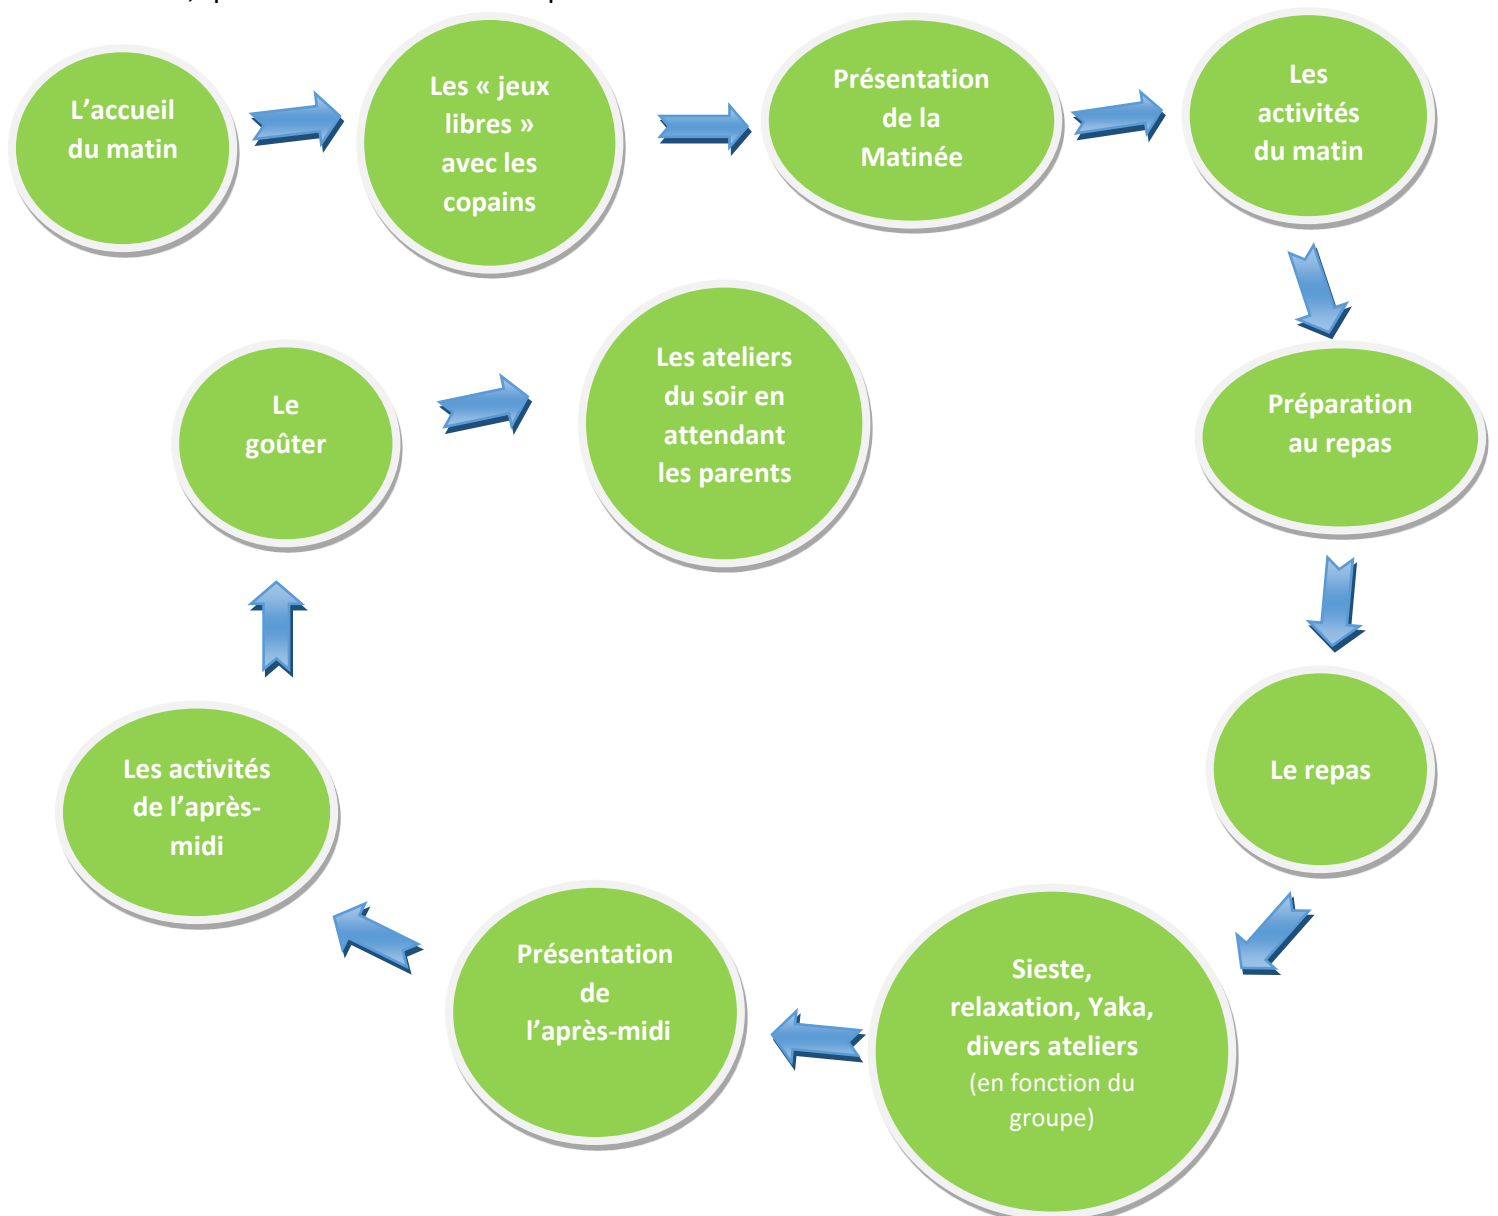 L’accueil
du matin
Les « jeux
libres »
avec les
copains
Présentation
de la
Matinée
Les
activités
du matin
Préparation
au repas
Le repas
Sieste,
relaxation, Yaka,
divers ateliers
(en fonction du
groupe)
Présentation
de
l’après-midi
Les activités
de l’après-
midi
Le
goûter
Les ateliers
du soir en
attendant
les parents